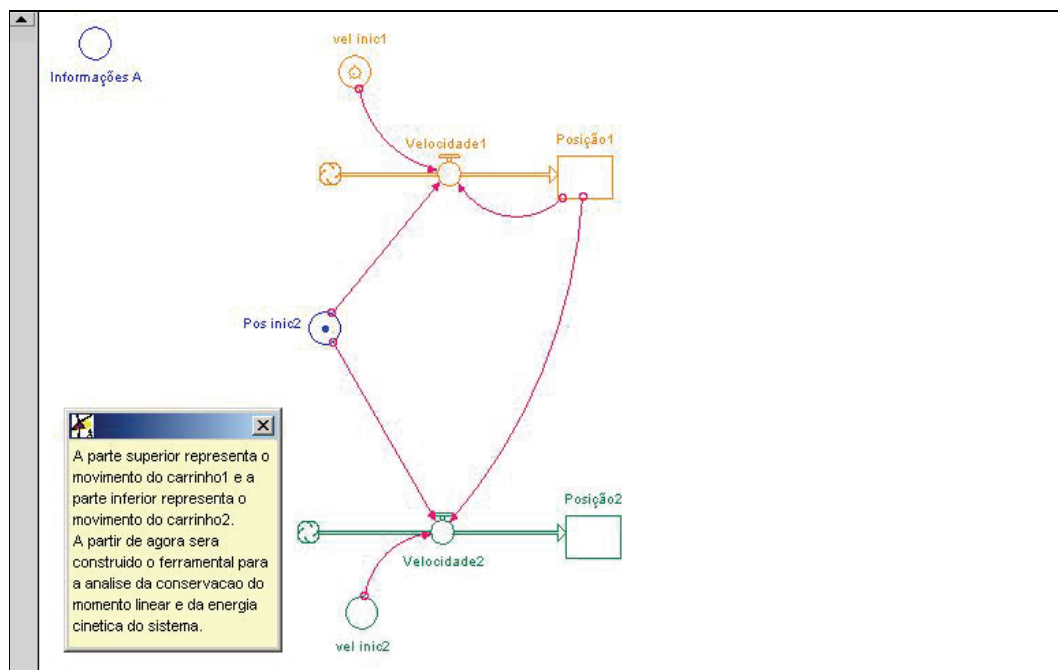 vel inic1
Informações A
Velocidade1
Posição1
Pos inic2
A parte superior representa o
movimento do carrinho1 e a
parte inferior representa o
movimento do carrinho2.
A partir de agora sera
construido o ferramental para
a analise da conservacao do
momento linear e da energia
cinetica do sistema.
Posição2
Velocidade2
vel inic2